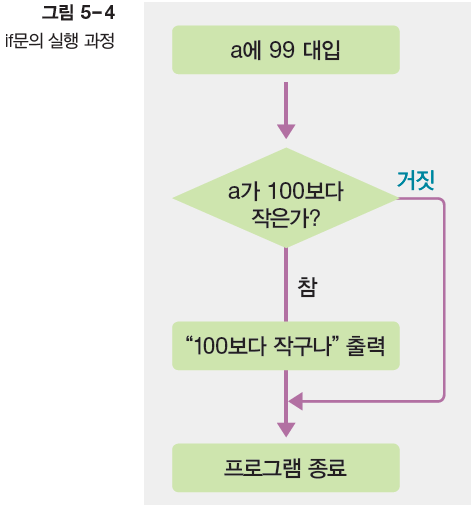 그림 5-4
if문의 실행 과정
a에 99 대입
a가 100보다
작은가?
거짓
참
“100보다 작구나” 출력
프로그램 종료